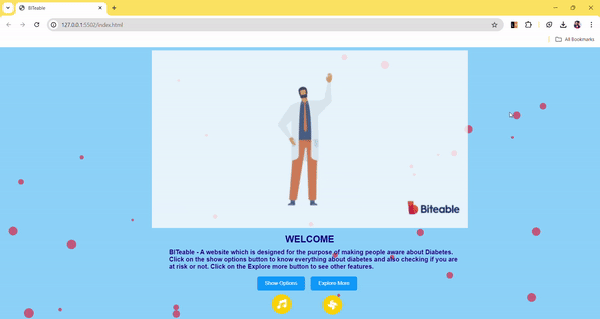 BITeable
127.0.0.1:5502/index.html
All Bookmarks
Biteable
WELCOME
BITeable - A website which is designed for the purpose of making people aware about Diabetes.
Click on the show options button to know everything about diabetes and also checking if you are
at risk or not. Click on the Explore more button to see other features.
Show Options
Explore More